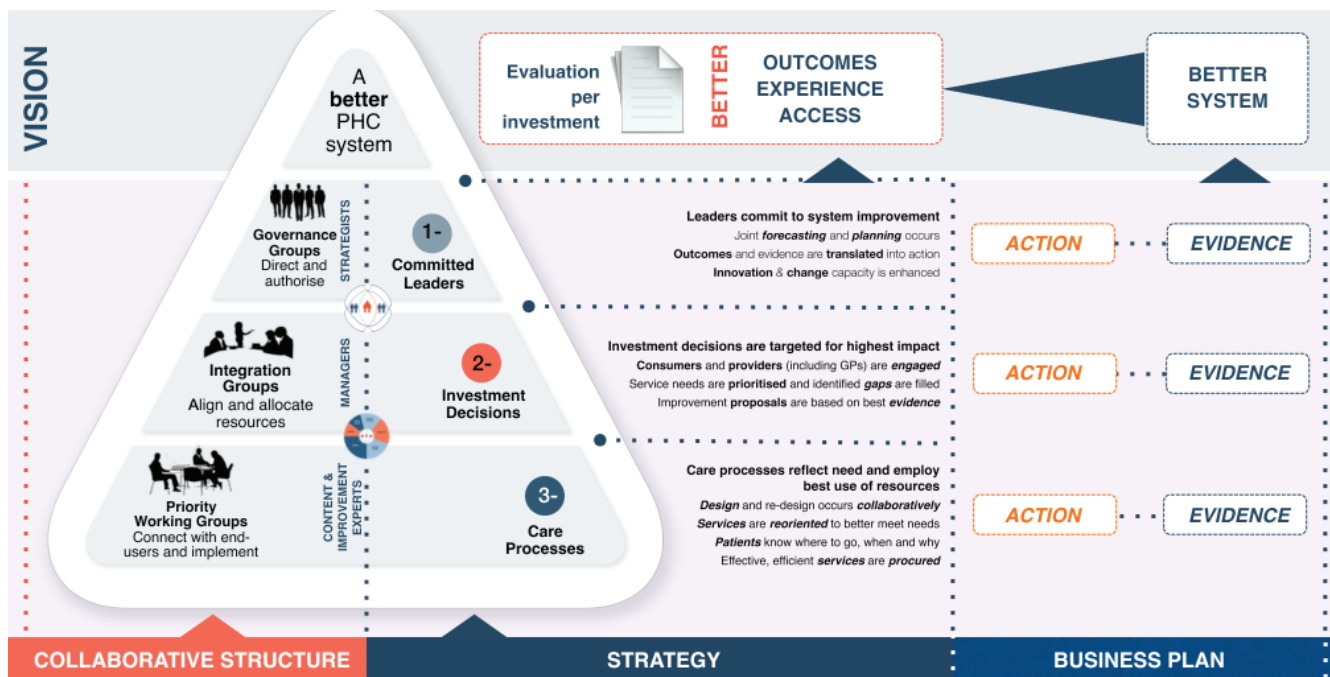 VISION
A
better
PHC
system
Evaluation
per
investment
BETTER
OUTCOMES
EXPERIENCE
ACCESS
BETTER
SYSTEM
Governance
Groups
Direct and
authorise
STRATEGISTS
1-
Committed
Leaders
Leaders commit to system improvement
Joint forecasting and planning occurs
Outcomes and evidence are translated into action
Innovation & change capacity is enhanced
ACTION
EVIDENCE
Integration
Groups
Align and allocate
resources
MANAGERS
2-
Investment
Decisions
Investment decisions are targeted for highest impact
Consumers and providers (including GPs) are engaged
Service needs are prioritised and identified gaps are filled
Improvement proposals are based on best evidence
ACTION
EVIDENCE
Priority
Working Groups
Connect with end-
users and implement
CONTENT &
IMPROVEMENT
EXPERTS
3-
Care
Processes
Care processes reflect need and employ
best use of resources
Design and re-design occurs collaboratively
Services are reoriented to better meet needs
Patients know where to go, when and why
Effective, efficient services are procured
ACTION
EVIDENCE
COLLABORATIVE STRUCTURE
STRATEGY
BUSINESS PLAN